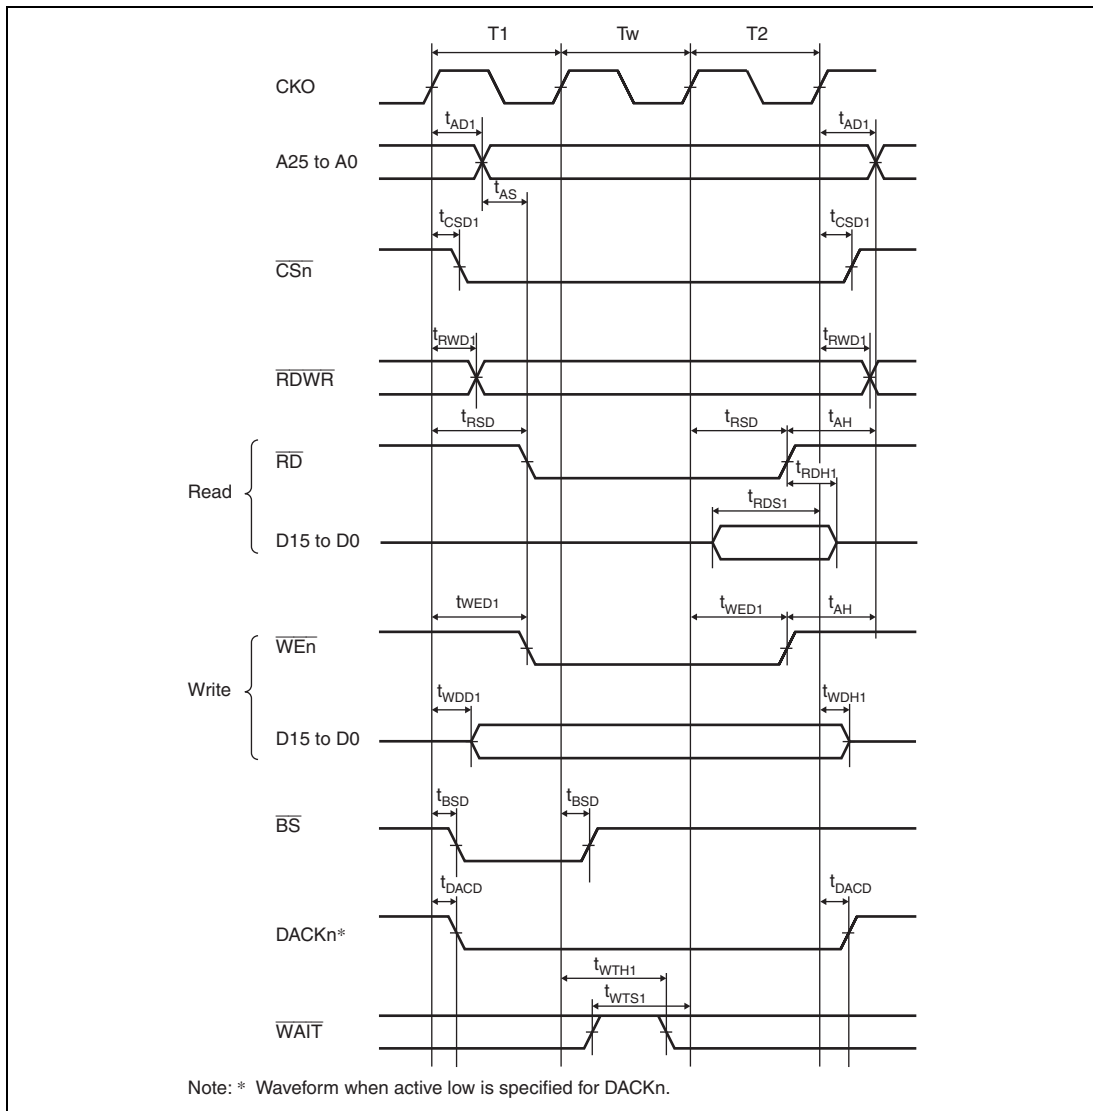 T1 Tw T2
CKO
tAD1 tAD1
A25 to A0
tAS
tCSD1 tCSD1
CSn
tRWD1 tRWD1
RDWR
tRSD tRSD tAH
RD
tRDH1
Read
tRDS1
D15 to D0
tWED1 tWED1 tAH
WEn
Write
tWDD1 tWDH1
D15 to D0
tBSD tBSD
BS
tDACD tDACD
DACKn*
tWTH1
tWTS1
WAIT
Note: * Waveform when active low is specified for DACKn.